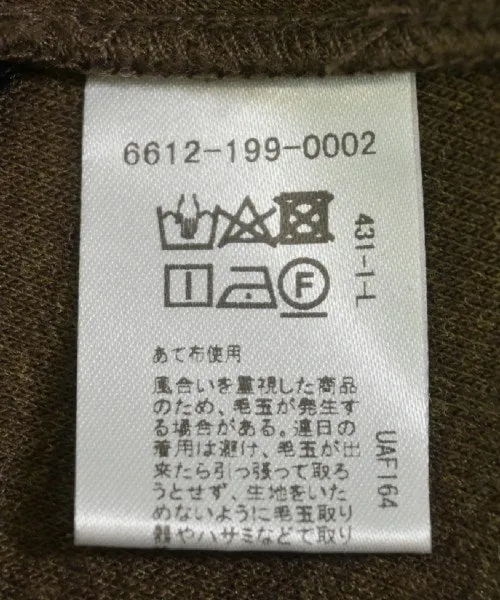 6612-199-0002
431-1-L
F
あて布使用
風合いを重視した商品
のため、毛玉が発生す
る場合がある。連日の
着用は避け、毛玉が出
来たら引っ張って取ろ
うとせず、生地をいた
めないように毛玉取り
器やハサミなどで取り
UAF164